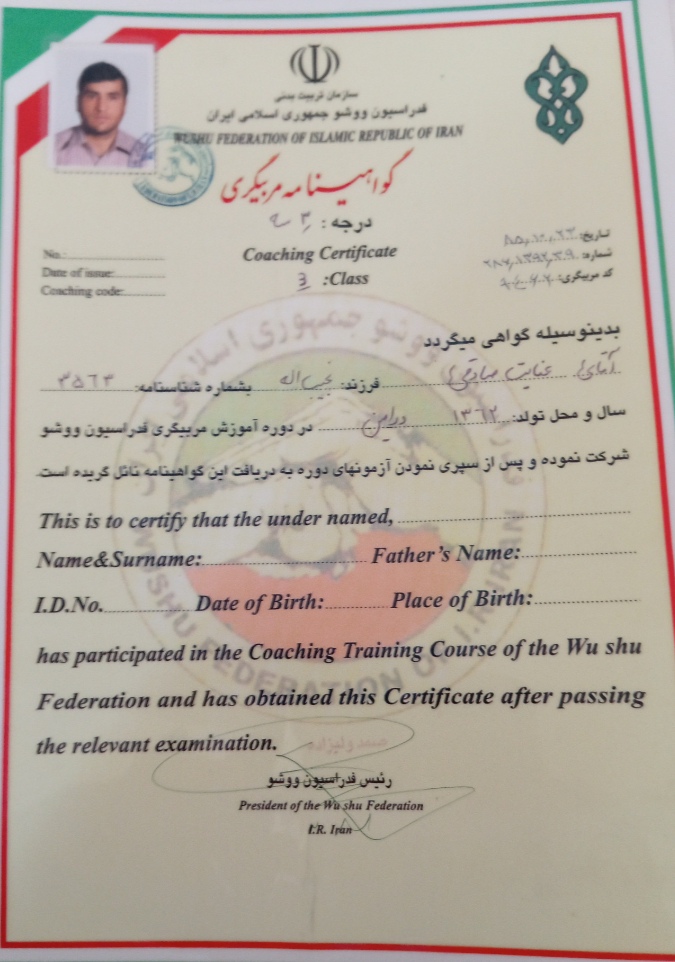 سازمان تربیت بدنی
فدراسیون ووشو جمهوری اسلامی ایران
WUSHU FEDERATION OF ISLAMIC REPUBLIC OF IRAN
گواهینامه مربیگری
درجه: ۳
Coaching Certificate
3 :Class
تاریخ: ۸۵,۱۰,۲۳
شماره:
کد مربیگری:
No.:
Date of issue:
Coaching code:
بدینوسیله گواهی میگردد
آقای عنایت صادقی فرزند: نجیب اله بشماره شناسنامه: ۳۵۶۳
سال و محل تولد: ۱۳۶۲ ورامین در دوره آموزش مربیگری فدراسیون ووشو
شرکت نموده و پس از سپری نمودن آزمونهای دوره به دریافت این گواهینامه نائل گریده است.
This is to certify that the under named,
Name&Surname: Father's Name:
I.D.No. Date of Birth: Place of Birth:
has participated in the Coaching Training Course of the Wu shu
Federation and has obtained this Certificate after passing
the relevant examination.
رئیس فدراسیون ووشو
President of the Wu shu Federation
I.R. Iran